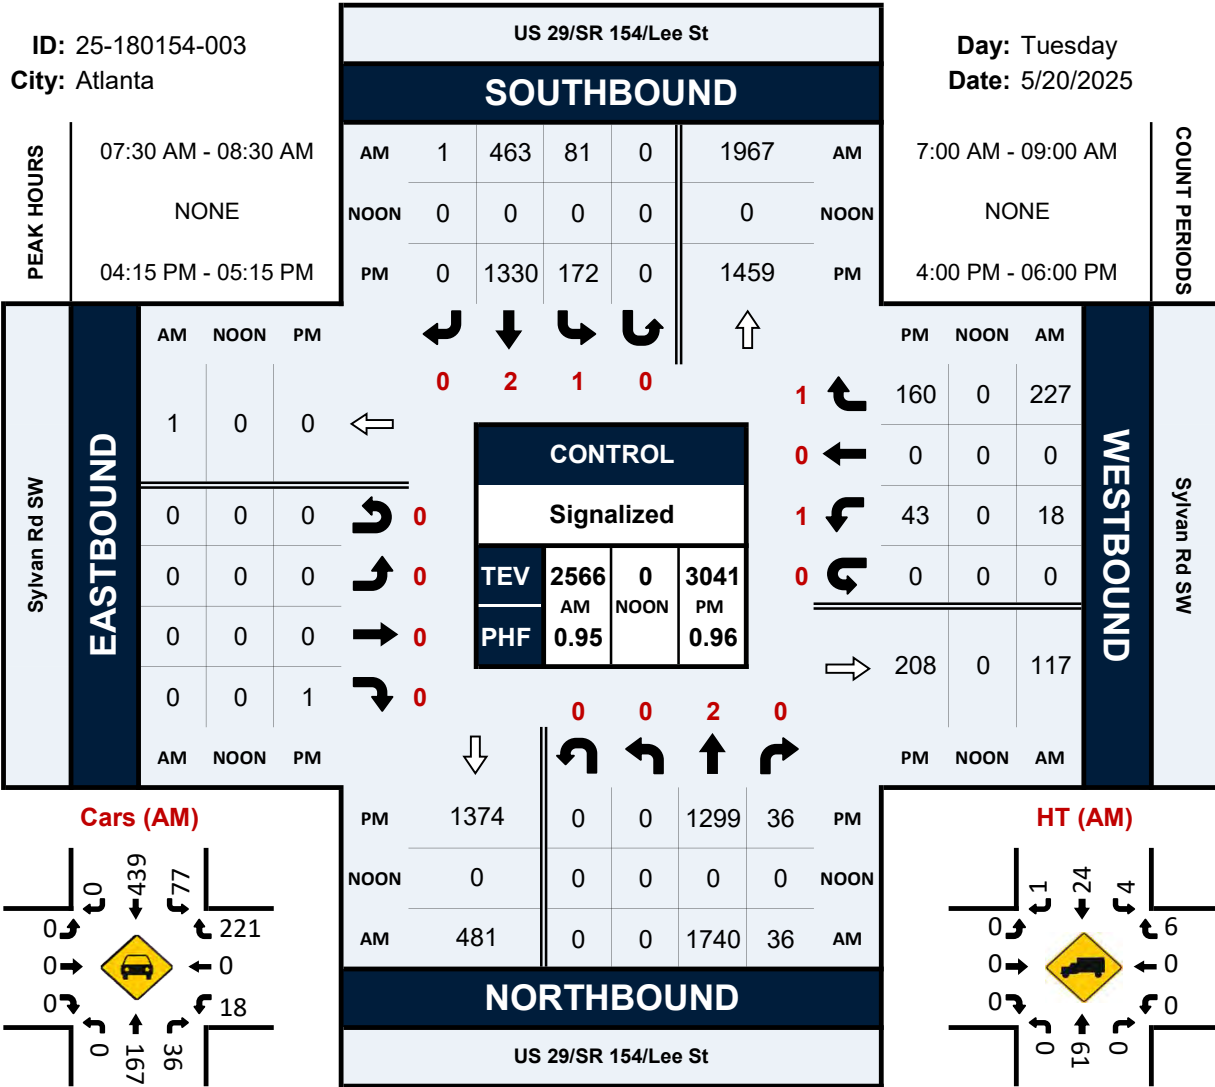 US 29/SR 154/Lee St
ID: 25-180154-003
City: Atlanta
Day: Tuesday
Date: 5/20/2025
SOUTHBOUND
PEAK HOURS
07:30 AM - 08:30 AM
NONE
04:15 PM - 05:15 PM
AM 1 463 81 0 1967 AM
NOON 0 0 0 0 0 NOON
PM 0 1330 172 0 1459 PM
7:00 AM - 09:00 AM
NONE
4:00 PM - 06:00 PM
COUNT PERIODS
0 2 1 0
Sylvan Rd SW
EASTBOUND
AM NOON PM
1 0 0
0 0 0 0
0 0 0 0
0 0 0 0
0 0 1 0
AM NOON PM
CONTROL
Signalized
TEV 2566 0 3041
AM NOON PM
PHF 0.95 0.96
PM NOON AM
1 160 0 227
0 0 0 0
1 43 0 18
0 0 0 0
208 0 117
PM NOON AM
WESTBOUND
Sylvan Rd SW
0 0 2 0
PM 1374 0 0 1299 36 PM
NOON 0 0 0 0 0 NOON
AM 481 0 0 1740 36 AM
NORTHBOUND
US 29/SR 154/Lee St
Cars (AM)
0 439 77
0 221
0 0
0 18
0 167 36
HT (AM)
1 24 4
0 6
0 0
0 0
0 61 0